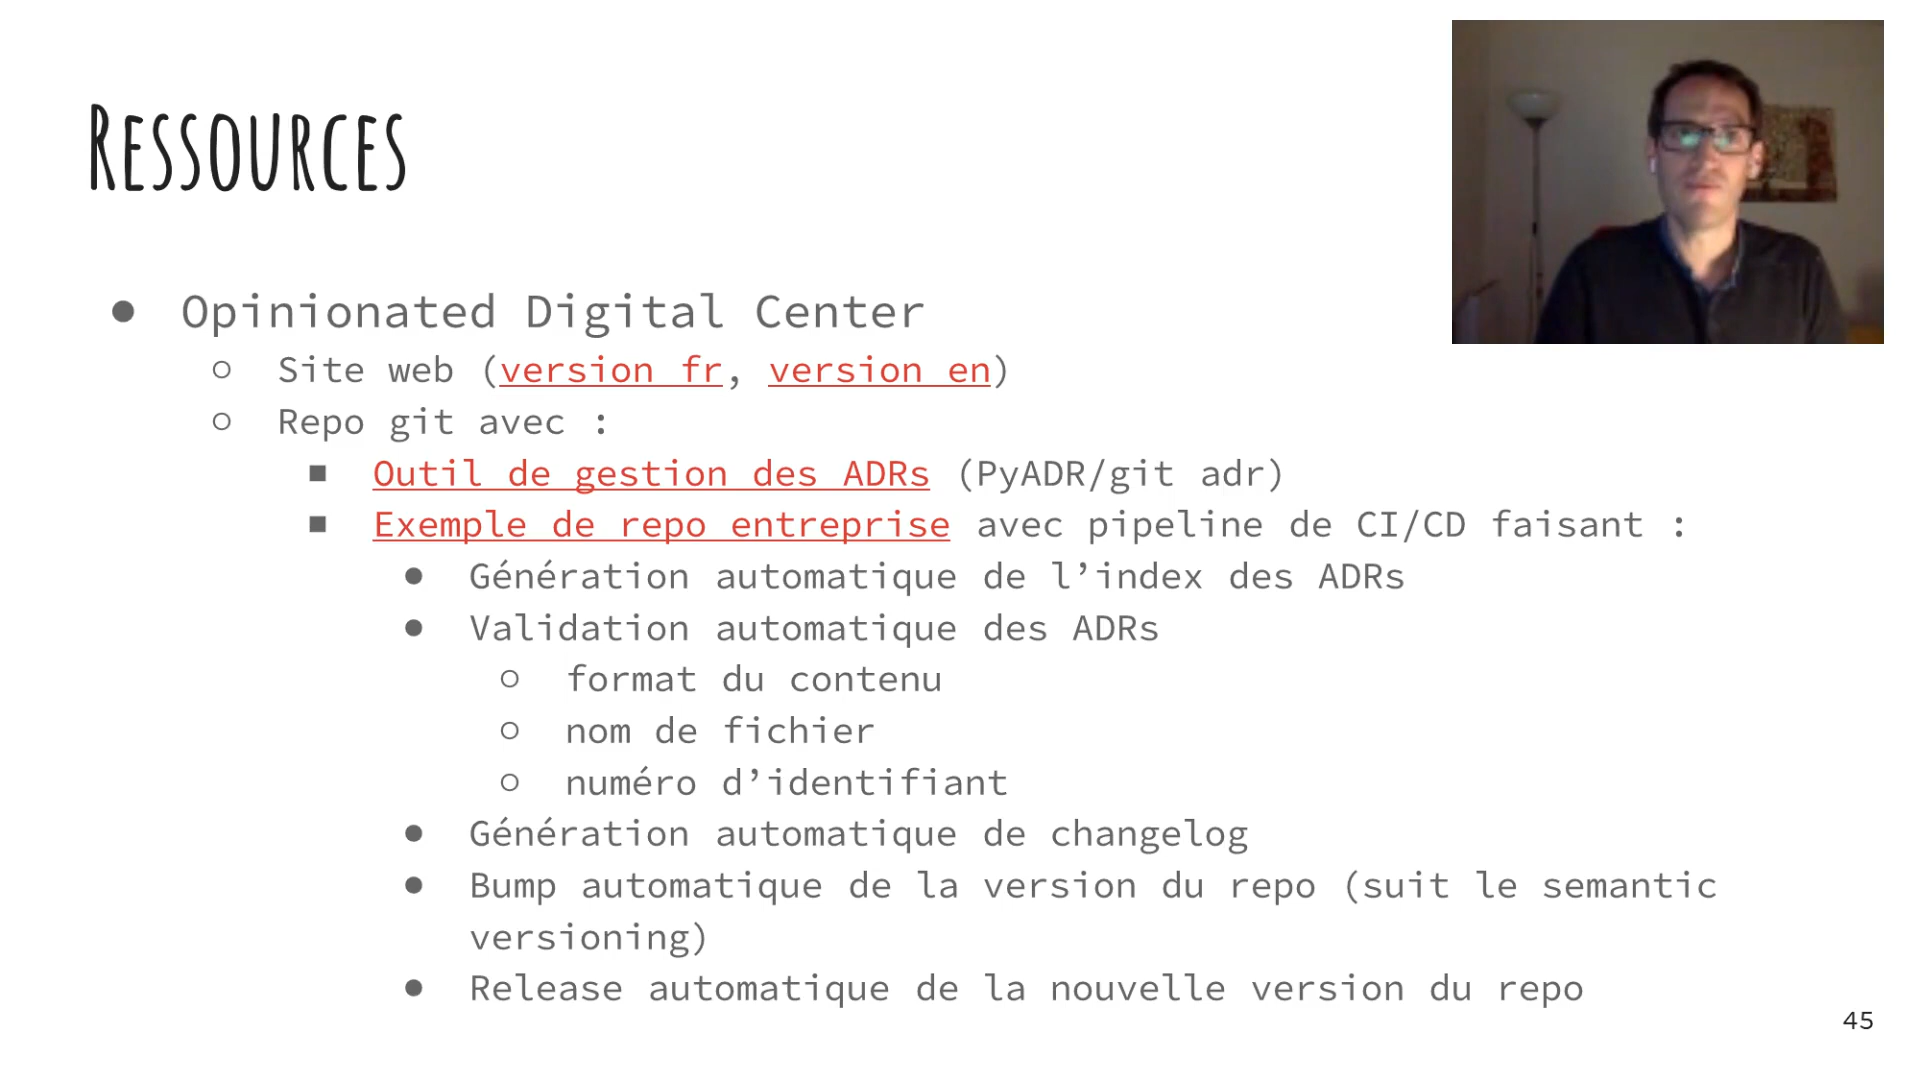 Ressources
● Opinionated Digital Center
○ Site web (version fr, version en)
○ Repo git avec :
■ Outil de gestion des ADRs (PyADR/git adr)
■ Exemple de repo entreprise avec pipeline de CI/CD faisant :
● Génération automatique de l’index des ADRs
● Validation automatique des ADRs
○ format du contenu
○ nom de fichier
○ numéro d’identifiant
● Génération automatique de changelog
● Bump automatique de la version du repo (suit le semantic
versioning)
● Release automatique de la nouvelle version du repo
45